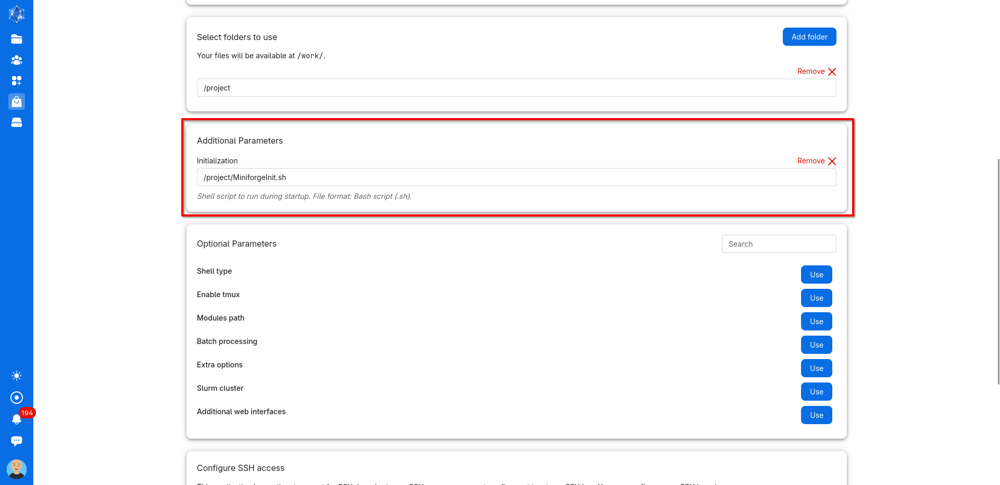 Select folders to use
Add folder
Your files will be available at /work/.
Remove
/project
Additional Parameters
Initialization
Remove
/project/MiniforgeInit.sh
Shell script to run during startup. File format: Bash script (.sh).
Optional Parameters
Search
Shell type
Use
Enable tmux
Use
Modules path
Use
Batch processing
Use
Extra options
Use
Slurm cluster
Use
Additional web interfaces
Use
194
Configure SSH access